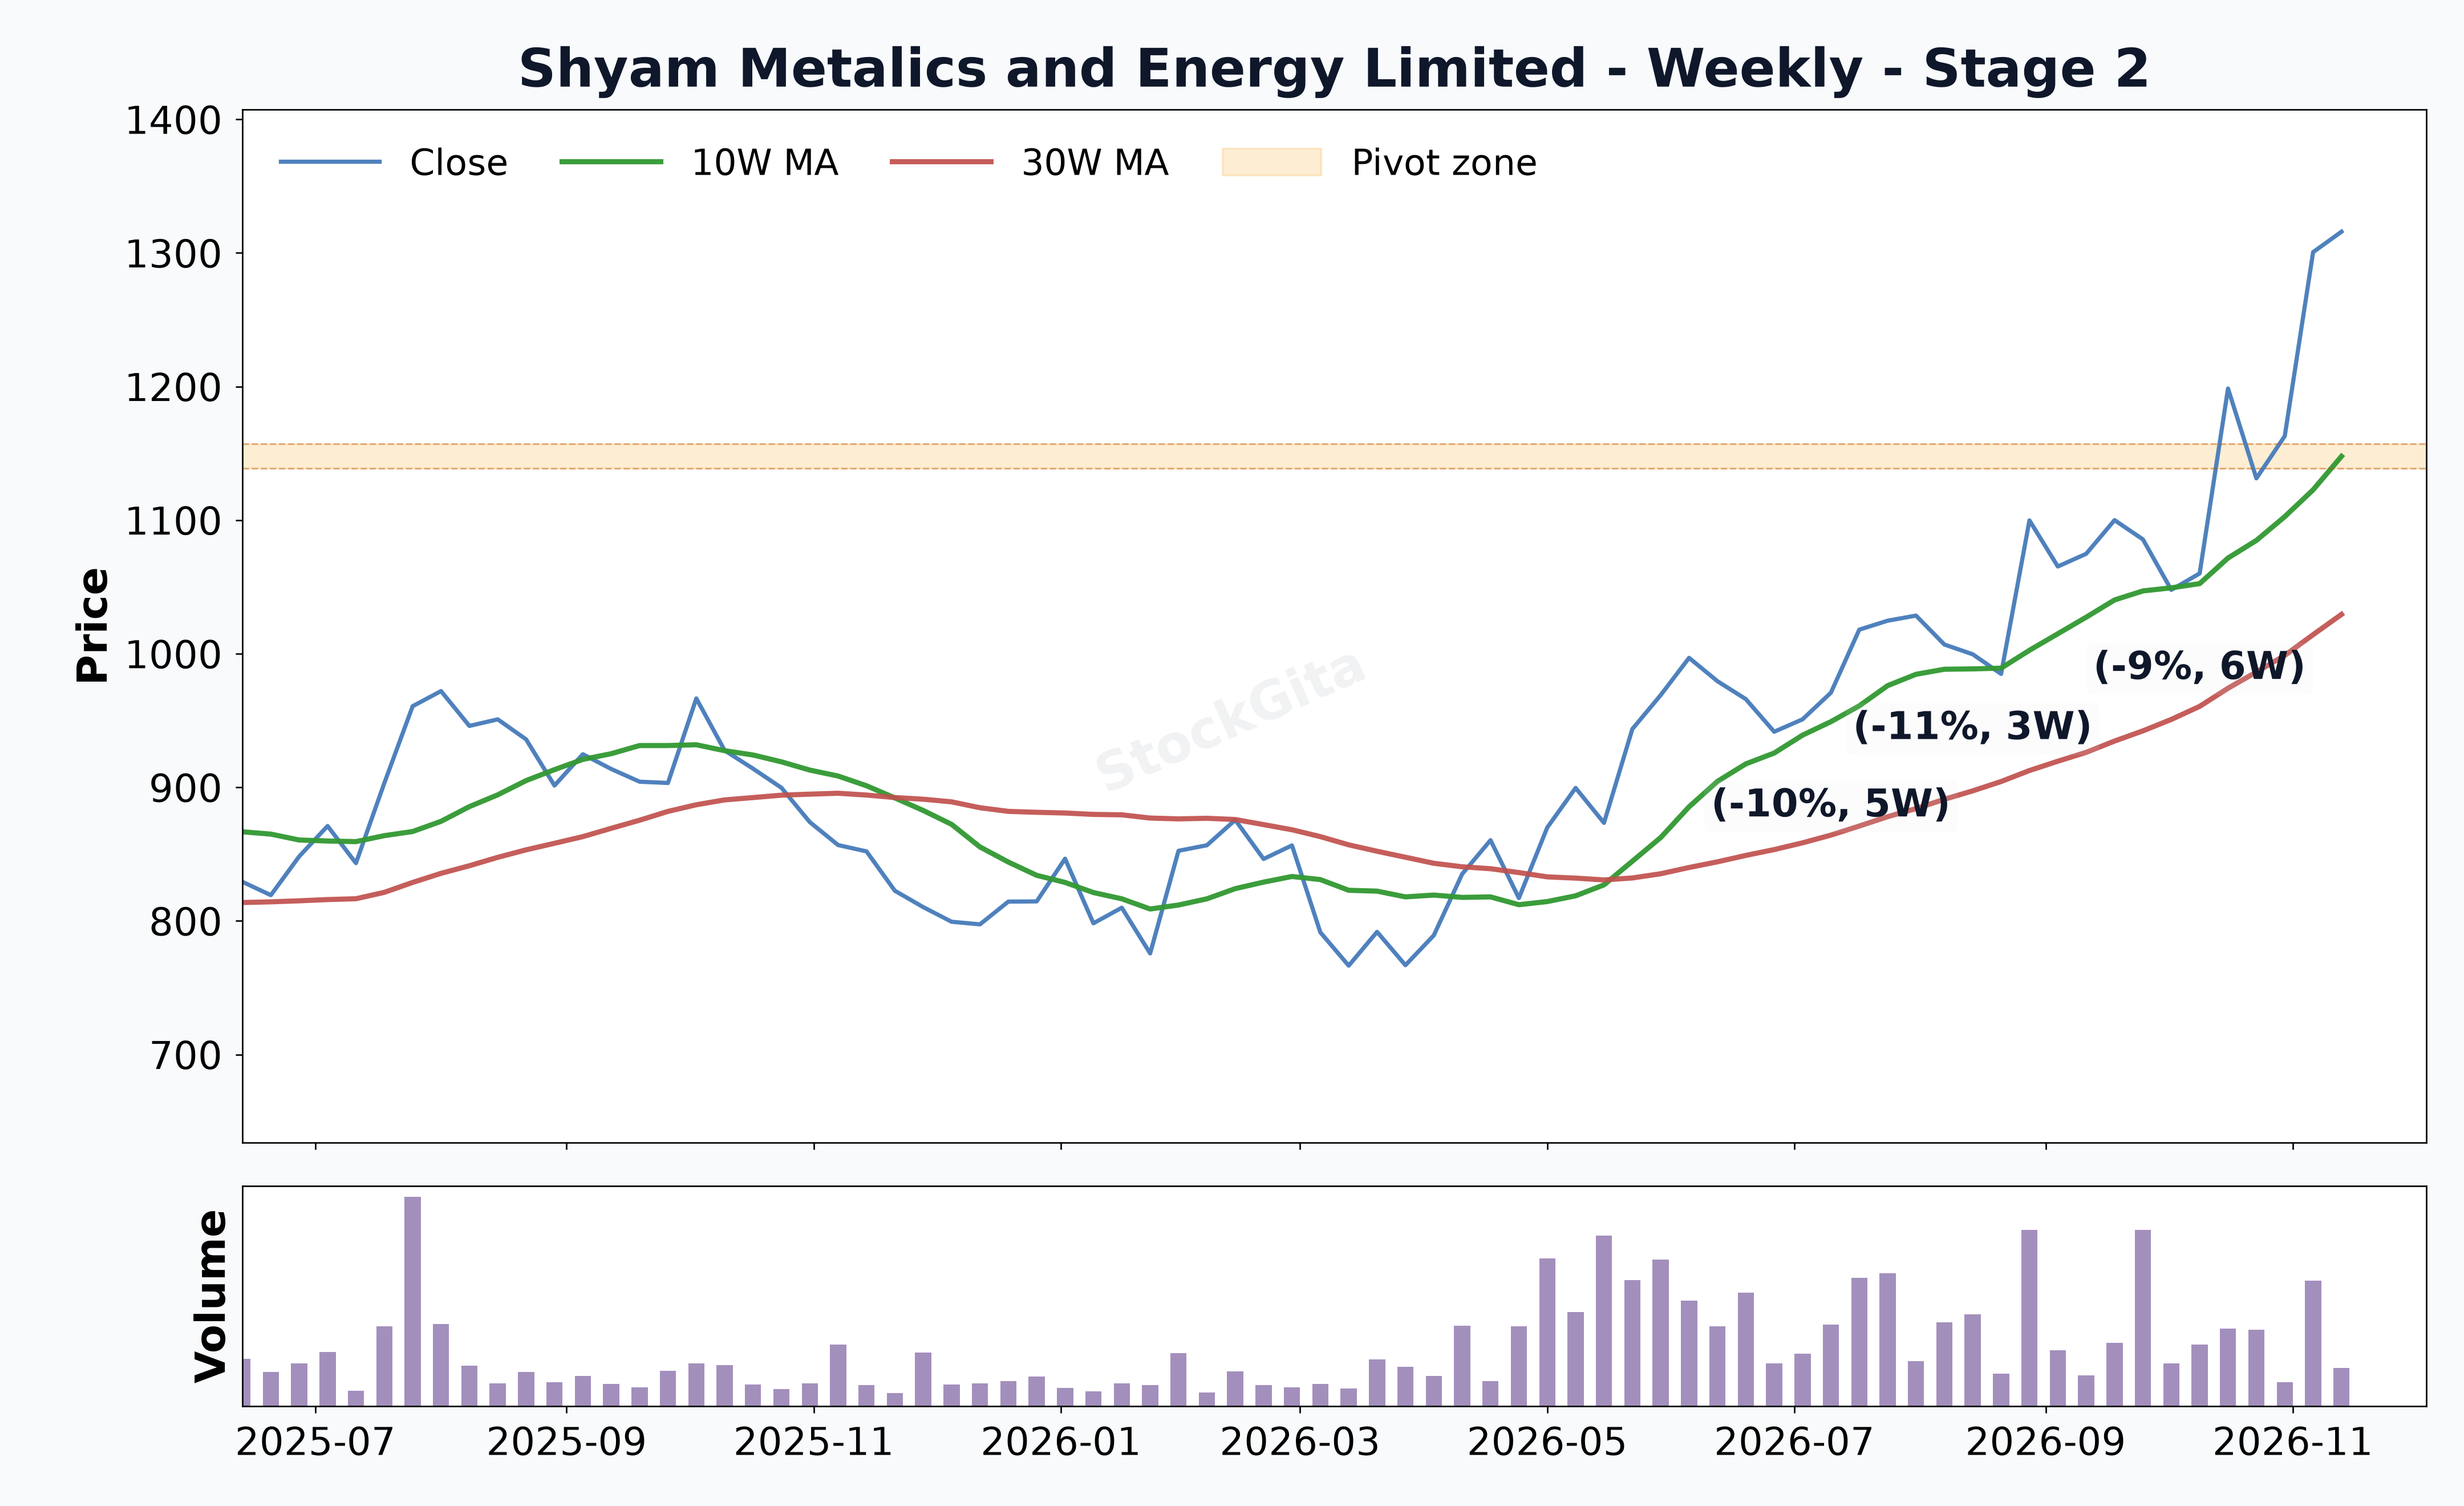 Shyam Metalics and Energy Limited - Weekly - Stage 2
1400
Close 10W MA 30W MA Pivot zone
1300
1200
1100
1000
900
800
700
Price
StockGita
(-9%, 6W)
(-11%, 3W)
(-10%, 5W)
Volume
2025-07 2025-09 2025-11 2026-01 2026-03 2026-05 2026-07 2026-09 2026-11